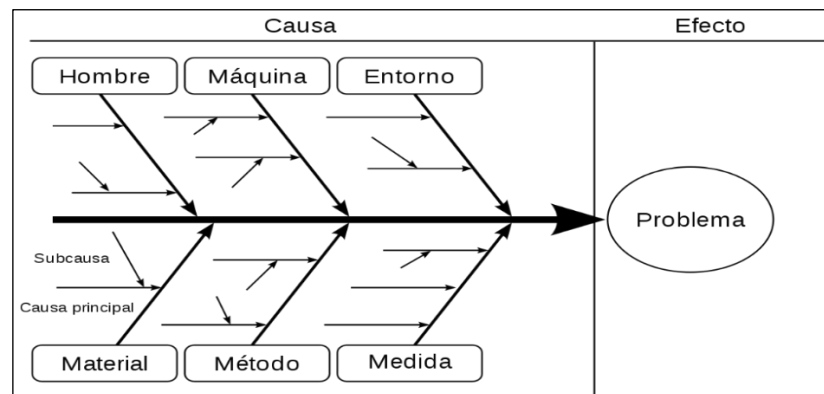 Causa
Efecto
Hombre
Máquina
Entorno
Problema
Subcausa
Causa principal
Material
Método
Medida